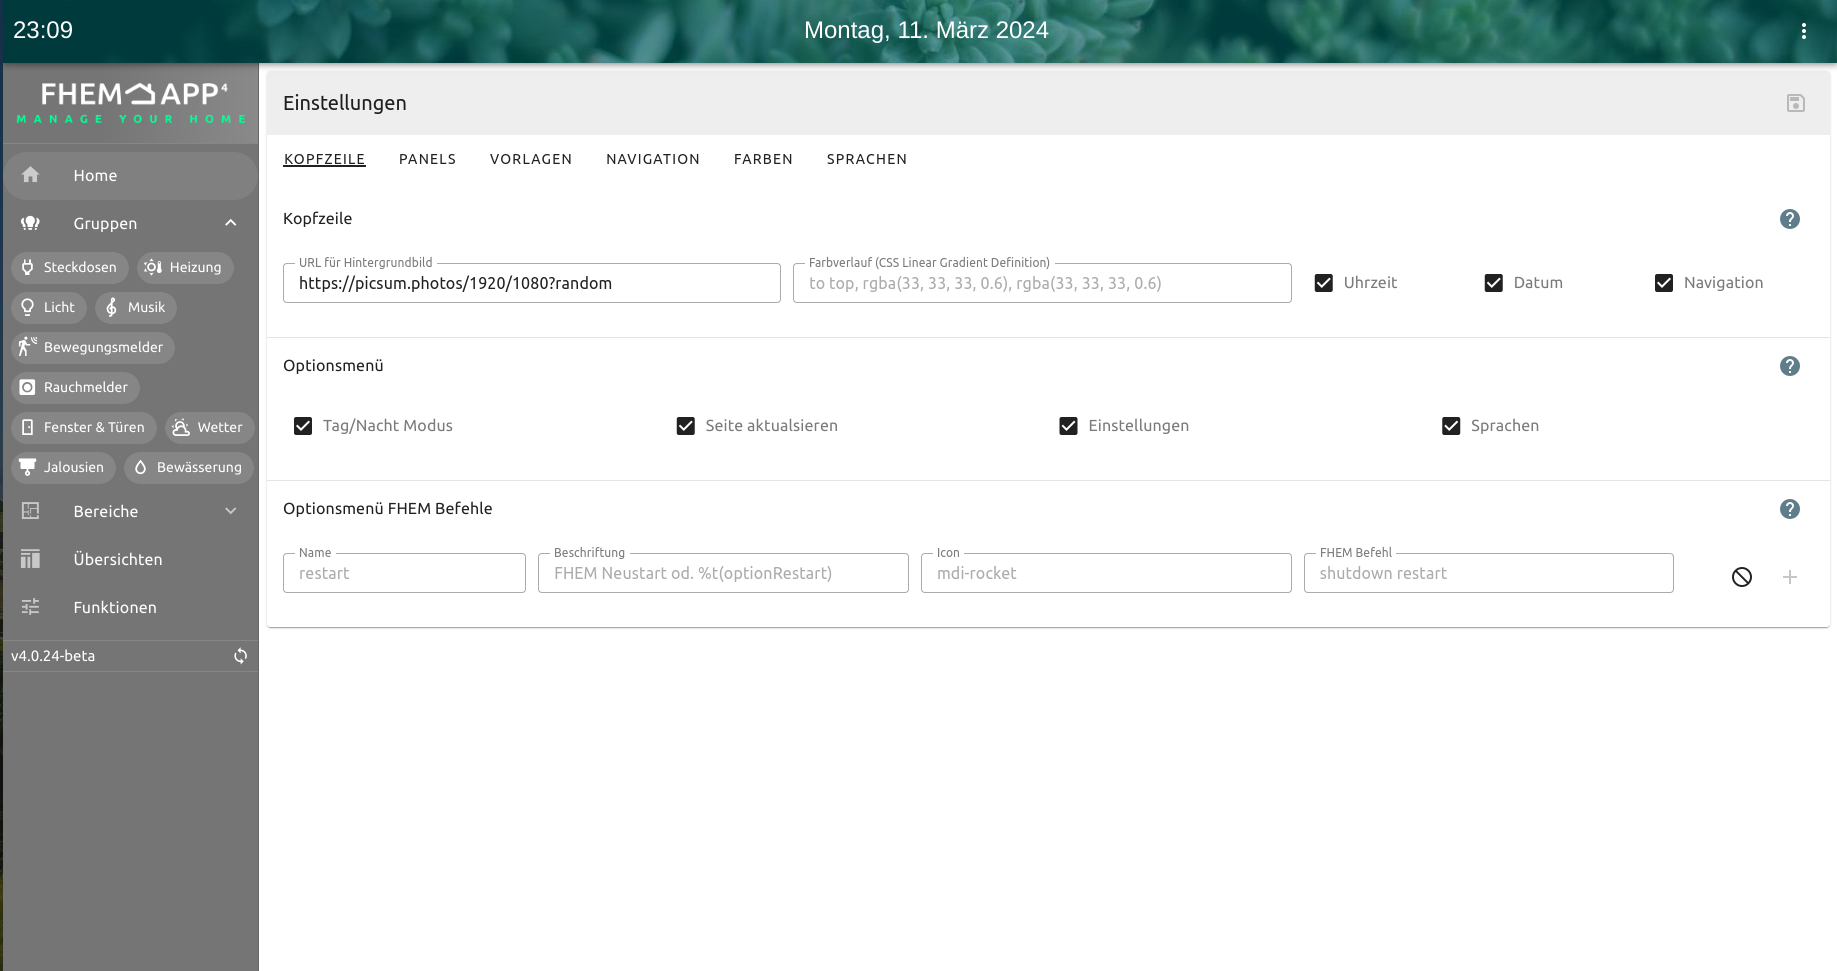 23:09
Montag, 11. März 2024
FHEM APP⁴
MANAGE YOUR HOME
Home
Gruppen
Steckdosen
Heizung
Licht
Musik
Bewegungsmelder
Rauchmelder
Fenster & Türen
Wetter
Jalousien
Bewässerung
Bereiche
Übersichten
Funktionen
v4.0.24-beta
Einstellungen
KOPFZEILE PANELS VORLAGEN NAVIGATION FARBEN SPRACHEN
Kopfzeile
?
URL für Hintergrundbild
https://picsum.photos/1920/1080?random
Farbverlauf (CSS Linear Gradient Definition)
to top, rgba(33, 33, 33, 0.6), rgba(33, 33, 33, 0.6)
Uhrzeit
Datum
Navigation
Optionsmenü
?
Tag/Nacht Modus
Seite aktualsieren
Einstellungen
Sprachen
Optionsmenü FHEM Befehle
?
Name
restart
Beschriftung
FHEM Neustart od. %t(optionRestart)
Icon
mdi-rocket
FHEM Befehl
shutdown restart